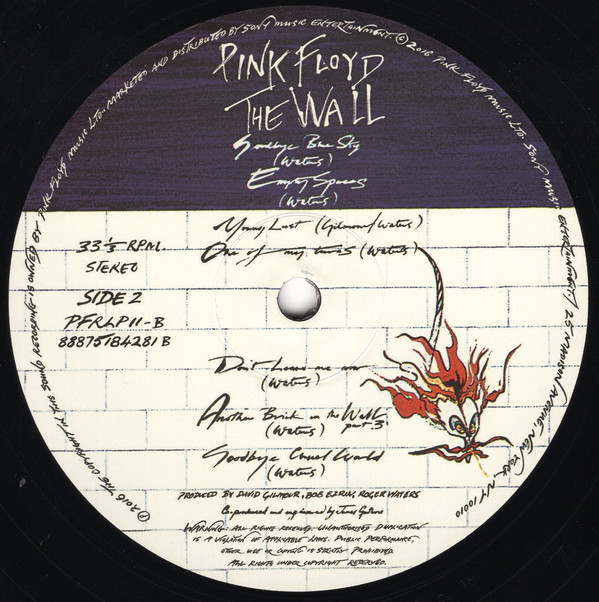 PINK FLOYD
THE WALL
Goodbye Blue Sky
(Waters)
Empty Spaces
(Waters)
Young Lust (Gilmour/Waters)
One of my turns (Waters)
33⅓ RPM
STEREO
SIDE 2
PFRLP11-B
88875184281B
Don't Leave me now
(Waters)
Another Brick in the Wall
part 3
(Waters)
Goodbye Cruel World
(Waters)
PRODUCED BY DAVID GILMOUR, BOB EZRIN, ROGER WATERS
Co-produced and engineered by James Guthrie
WARNING: ALL RIGHTS RESERVED. UNAUTHORISED DUPLICATION
IS A VIOLATION OF APPLICABLE LAWS. PUBLIC PERFORMANCE,
OTHER USE OR COPYING IS STRICTLY PROHIBITED.
ALL RIGHTS UNDER COPYRIGHT RESERVED.
℗ 2016 THE COPYRIGHT IN THIS SOUND RECORDING IS OWNED BY PINK FLOYD MUSIC LTD. MARKETED AND DISTRIBUTED BY SONY MUSIC ENTERTAINMENT. © 2016 PINK FLOYD MUSIC LTD. SONY MUSIC ENTERTAINMENT, 25 MADISON AVENUE, NEW YORK, NY 10010